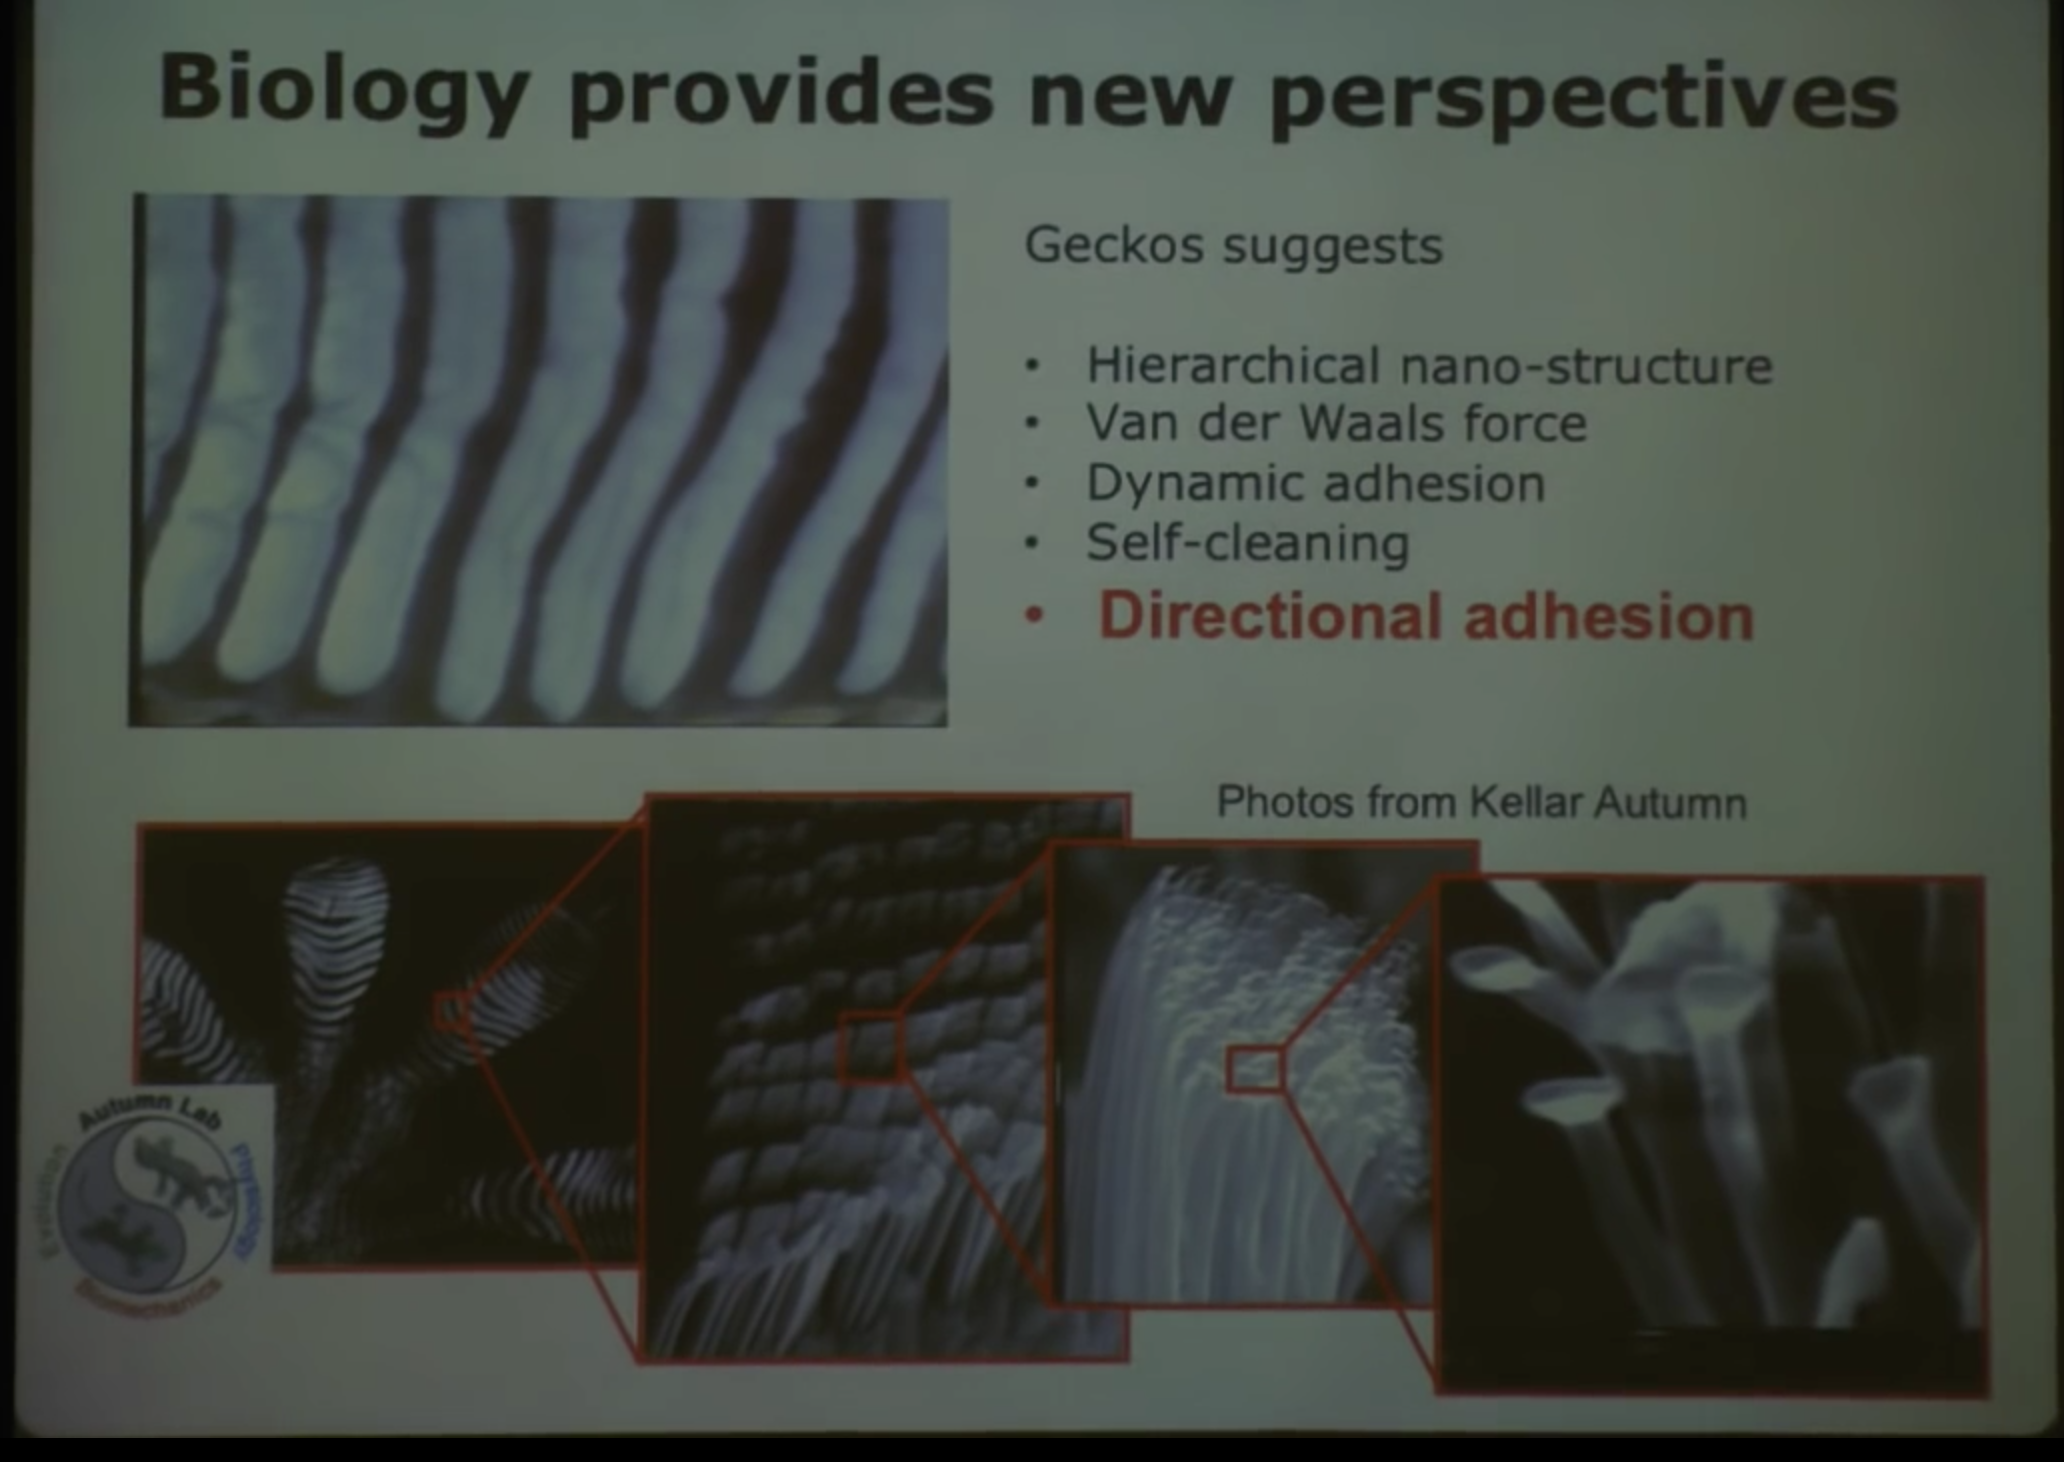 Biology provides new perspectives
Geckos suggests
• Hierarchical nano-structure
• Van der Waals force
• Dynamic adhesion
• Self-cleaning
• Directional adhesion
Photos from Kellar Autumn
Autumn Lab
Evolution
Physiology
Biomechanics